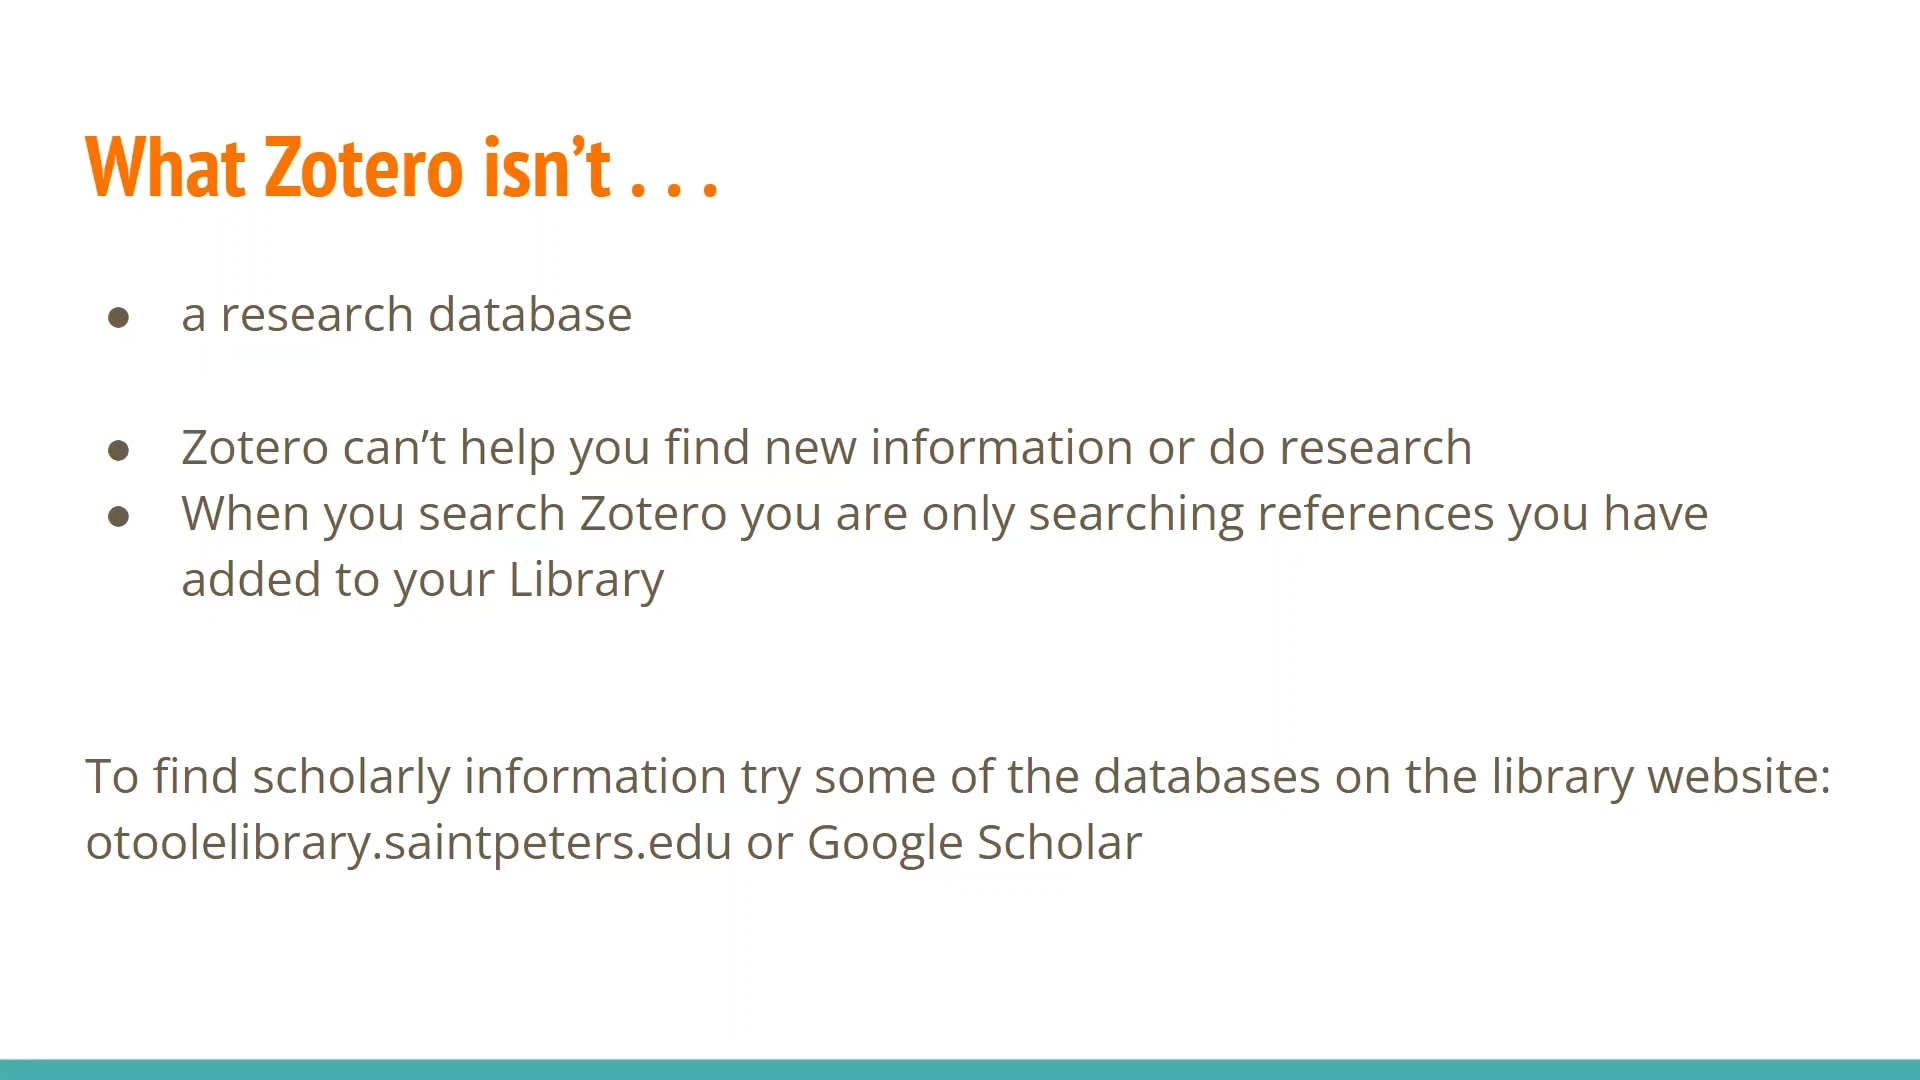 What Zotero isn’t . . .
● a research database
● Zotero can’t help you find new information or do research
● When you search Zotero you are only searching references you have
added to your Library
To find scholarly information try some of the databases on the library website:
otoolelibrary.saintpeters.edu or Google Scholar